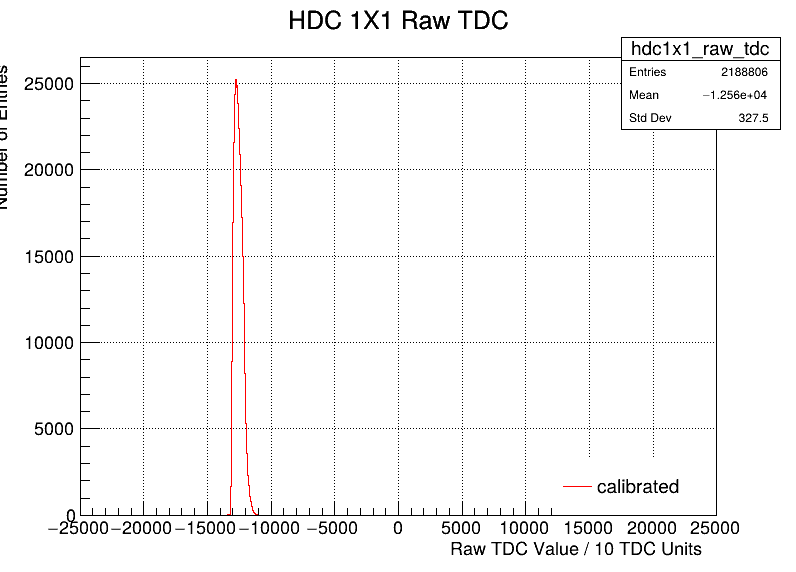 HDC 1X1 Raw TDC
hdc1x1_raw_tdc
Entries 2188806
Mean −1.256e+04
Std Dev 327.5
Number of Entries
25000
20000
15000
10000
5000
0
−25000 −20000 −15000 −10000 −5000 0 5000 10000 15000 20000 25000
calibrated
Raw TDC Value / 10 TDC Units